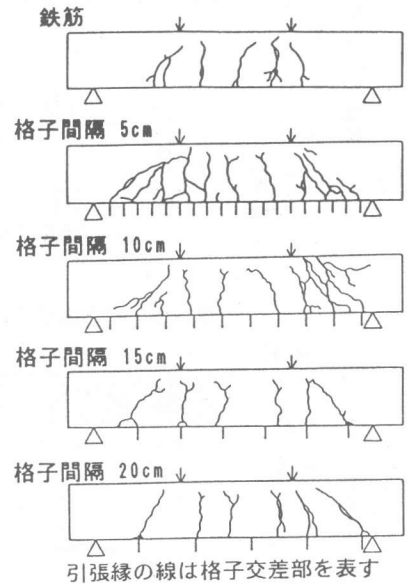 鉄筋
格子間隔 5cm
格子間隔 10cm
格子間隔 15cm
格子間隔 20cm
引張縁の線は格子交差部を表す